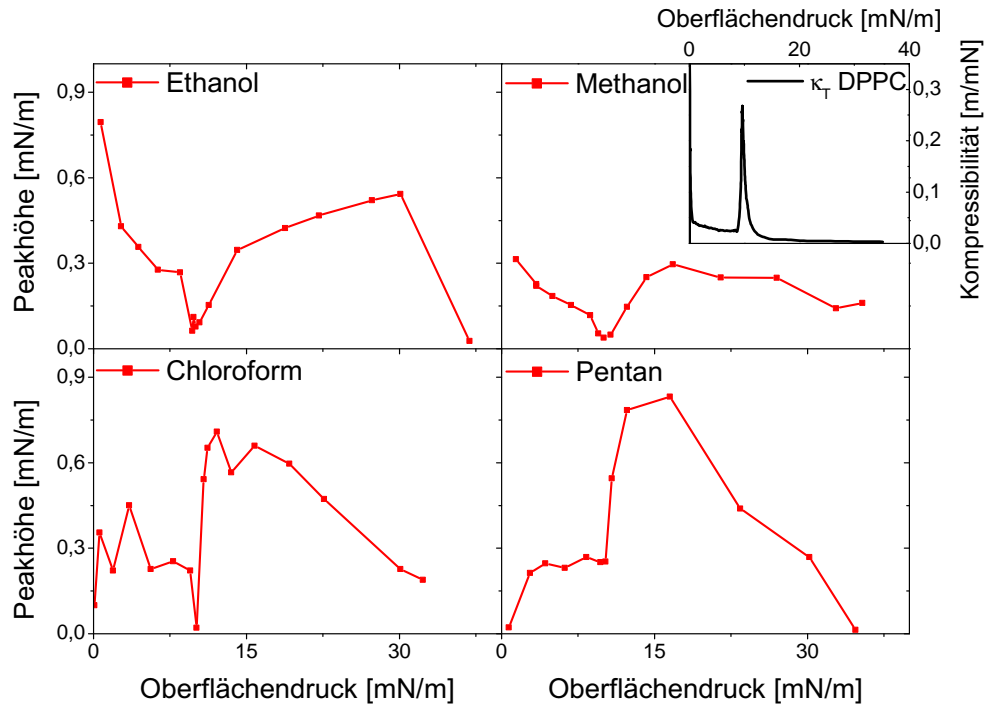 Oberflächendruck [mN/m]
0 20 40
Ethanol
Methanol
κT DPPC
0,9
0,6
0,3
0,0
Peakhöhe [mN/m]
0,3
0,2
0,1
0,0
Kompressibilität [m/mN]
Chloroform
Pentan
0,9
0,6
0,3
0,0
Peakhöhe [mN/m]
0 15 30
0 15 30
Oberflächendruck [mN/m]
Oberflächendruck [mN/m]